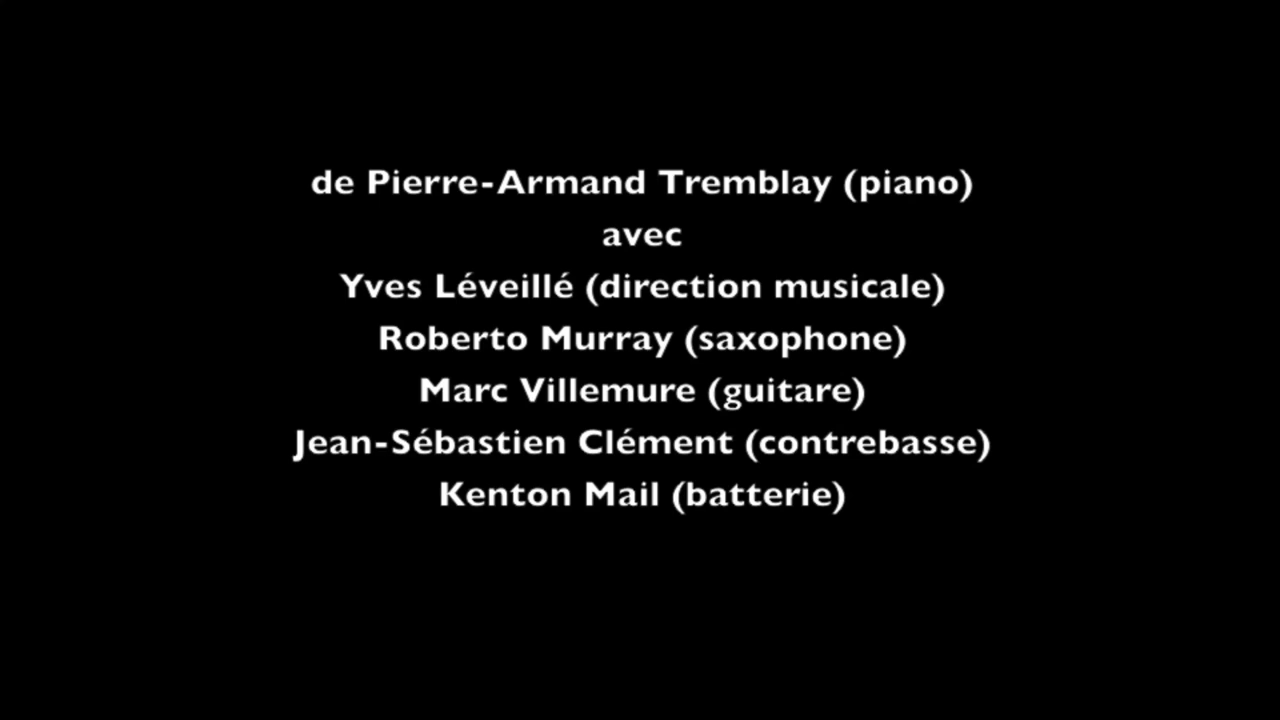 de Pierre-Armand Tremblay (piano)
avec
Yves Léveillé (direction musicale)
Roberto Murray (saxophone)
Marc Villemure (guitare)
Jean-Sébastien Clément (contrebasse)
Kenton Mail (batterie)